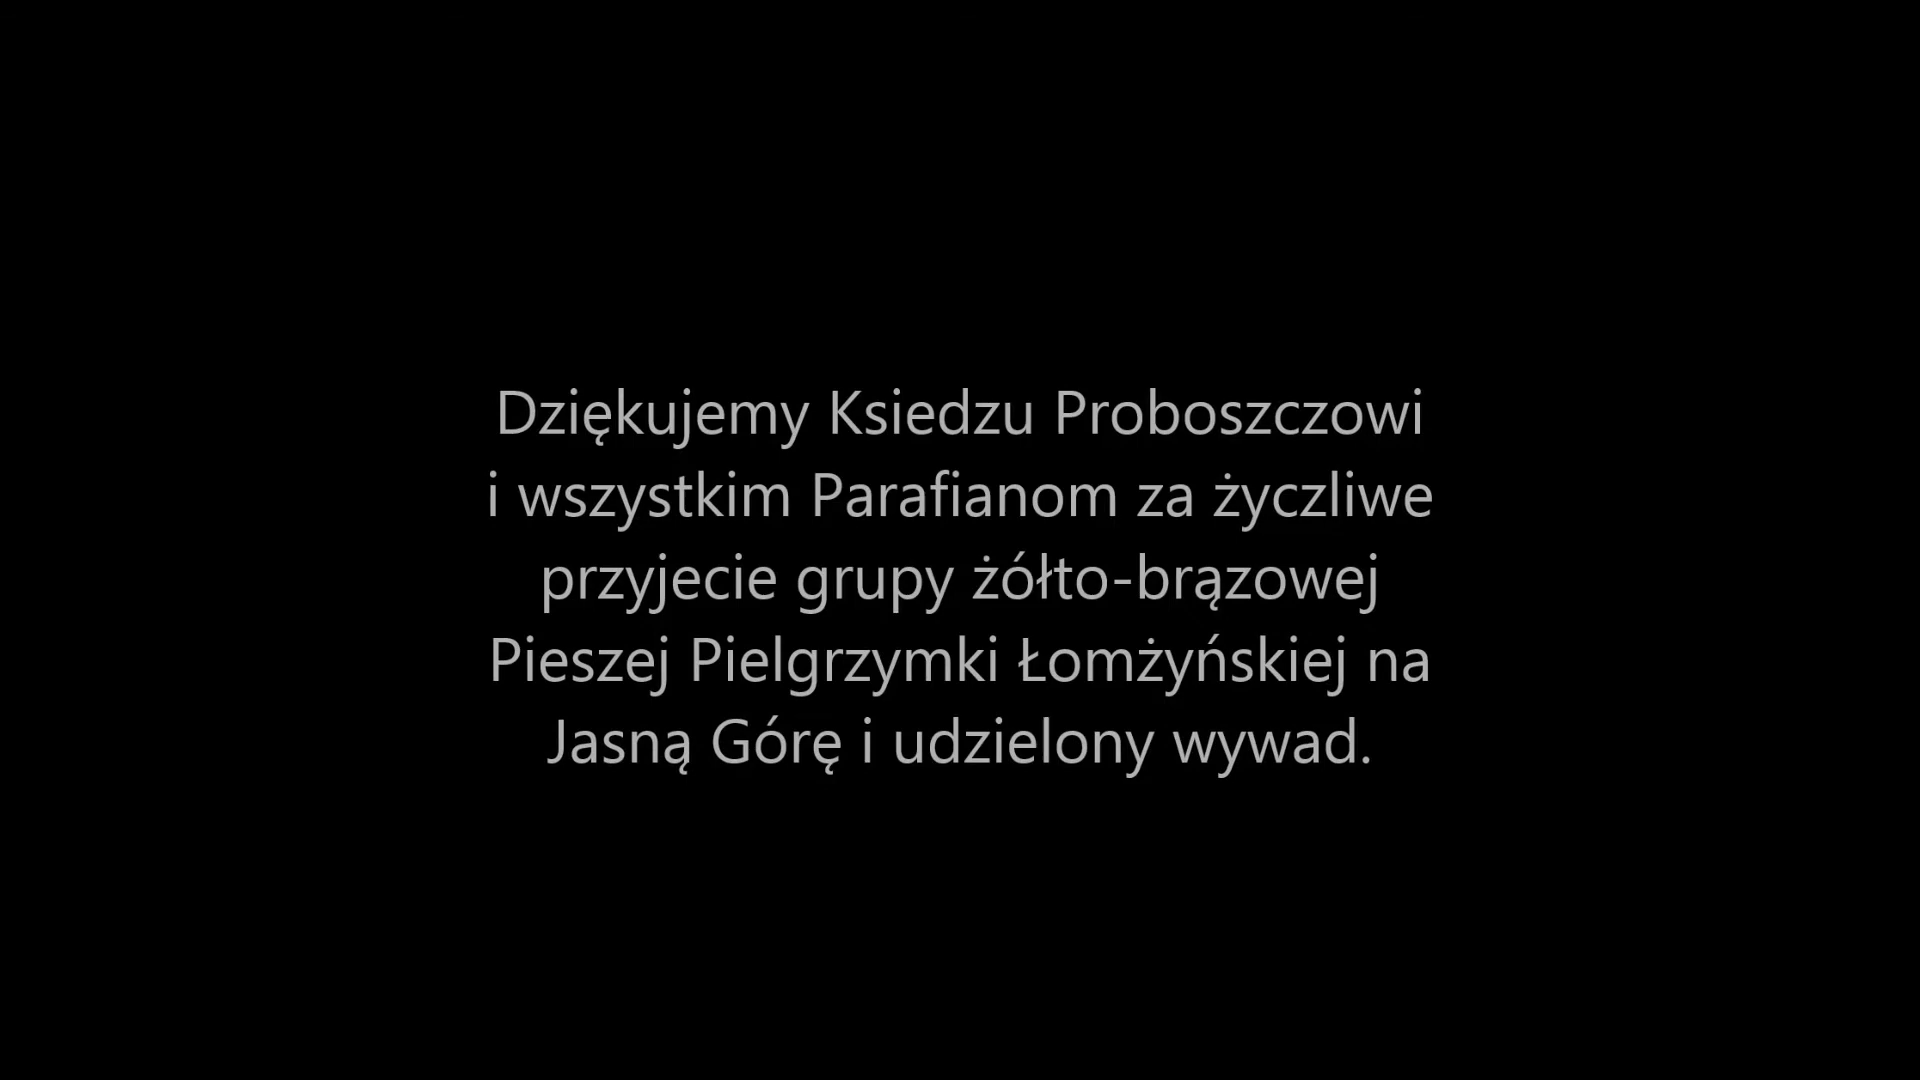 Dziękujemy Ksiedzu Proboszczowi
i wszystkim Parafianom za życzliwe
przyjecie grupy żółto-brązowej
Pieszej Pielgrzymki Łomżyńskiej na
Jasną Górę i udzielony wywad.